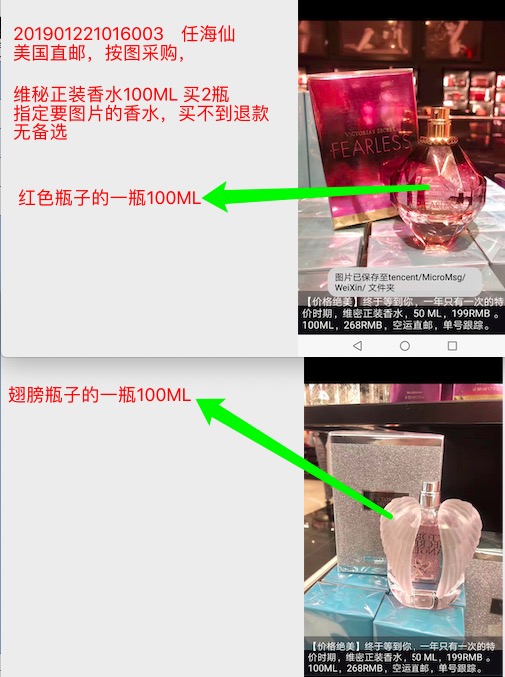 201901221016003 任海仙
美国直邮，按图采购，
维秘正装香水100ML 买2瓶
指定要图片的香水，买不到退款
无备选
红色瓶子的一瓶100ML
VICTORIA'S SECRET
FEARLESS
图片已保存至tencent/MicroMsg/
WeiXin/ 文件夹
【价格绝美】终于等到你，一年只有一次的特
价时期，维密正装香水，50 ML，199RMB 。
100ML，268RMB，空运直邮，单号跟踪。
翅膀瓶子的一瓶100ML
【价格绝美】终于等到你，一年只有一次的特
价时期，维密正装香水，50 ML，199RMB 。
100ML，268RMB，空运直邮，单号跟踪。